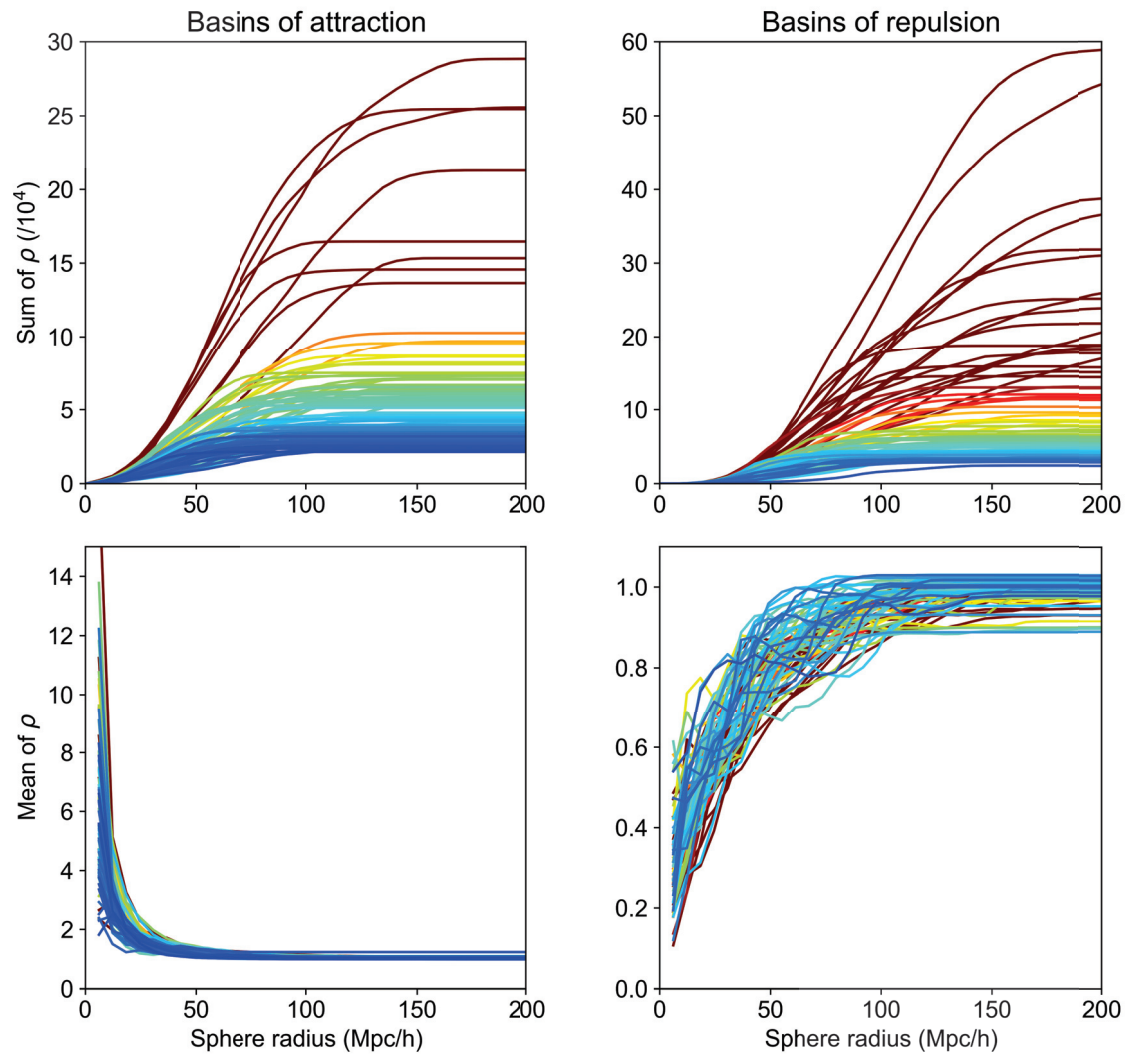 Basins of attraction
Basins of repulsion
30
25
20
15
10
5
0
Sum of ρ (/10⁴)
0 50 100 150 200
60
50
40
30
20
10
0
0 50 100 150 200
14
12
10
8
6
4
2
0
Mean of ρ
0 50 100 150 200
Sphere radius (Mpc/h)
1.0
0.8
0.6
0.4
0.2
0.0
0 50 100 150 200
Sphere radius (Mpc/h)